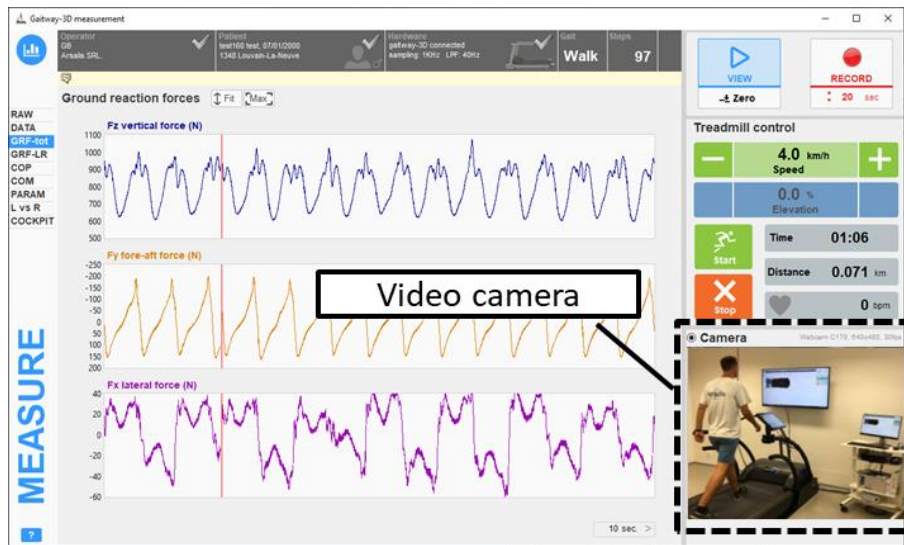 Gaitway-3D measurement
Operator
GB
Arsalis SRL.
Patient
test160 test, 07/01/2000
1348 Louvain-La-Neuve
Hardware
gaitway-3D connected
sampling: 1KHz LPF: 40Hz
Gait
Walk
Steps
97
VIEW
RECORD
Zero
20 sec
Ground reaction forces
Fit
Max
RAW
DATA
GRF-tot
GRF-LR
COP
COM
PARAM
L vs R
COCKPIT
MEASURE
?
Fz vertical force (N)
1100
1000
900
800
700
600
500
Fy fore-aft force (N)
-250
-200
-150
-100
-50
0
50
100
150
200
Fx lateral force (N)
40
20
0
-20
-40
-60
10 sec. >
Treadmill control
4.0 km/h
Speed
0.0 %
Elevation
Start
Time 01:06
Distance 0.071 km
Stop
0 bpm
Video camera
Camera
Webcam C170, 640x480, 30fps